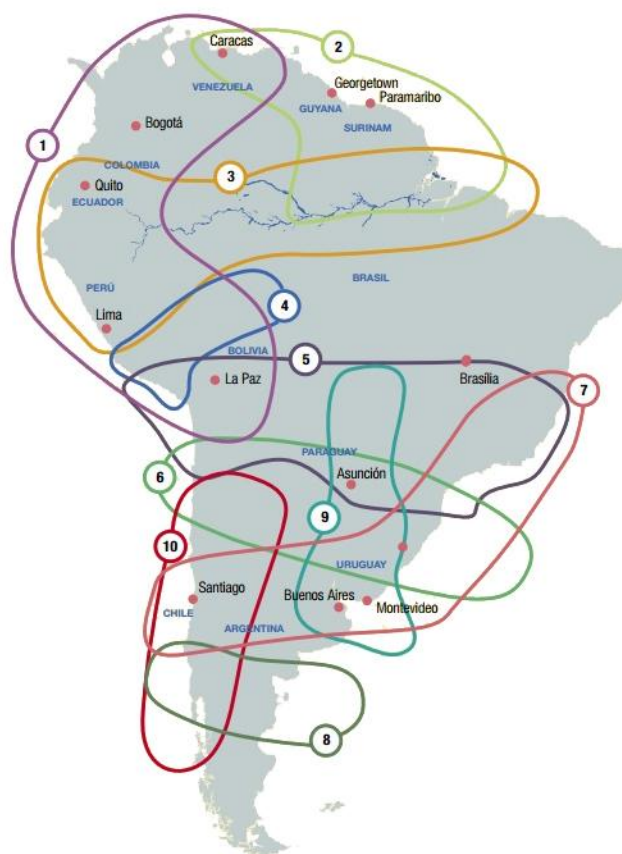 Caracas
2
VENEZUELA
Georgetown
GUYANA
Paramaribo
Bogotá
SURINAM
1
COLOMBIA
3
Quito
ECUADOR
BRASIL
PERÚ
4
Lima
BOLIVIA
5
La Paz
Brasília
7
PARAGUAY
6
Asunción
9
10
URUGUAY
Santiago
Buenos Aires
Montevideo
CHILE
ARGENTINA
8